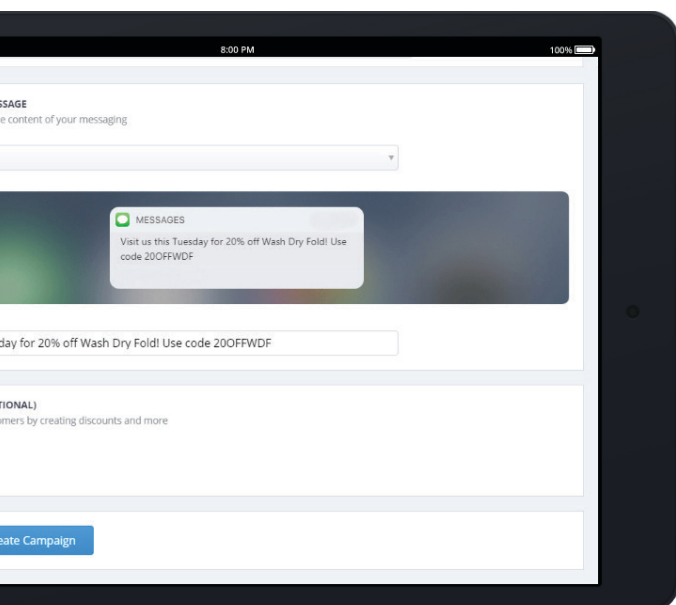 8:00 PM 100%
SSAGE
e content of your messaging
MESSAGES
Visit us this Tuesday for 20% off Wash Dry Fold! Use
code 20OFFWDF
day for 20% off Wash Dry Fold! Use code 20OFFWDF
TIONAL)
omers by creating discounts and more
eate Campaign